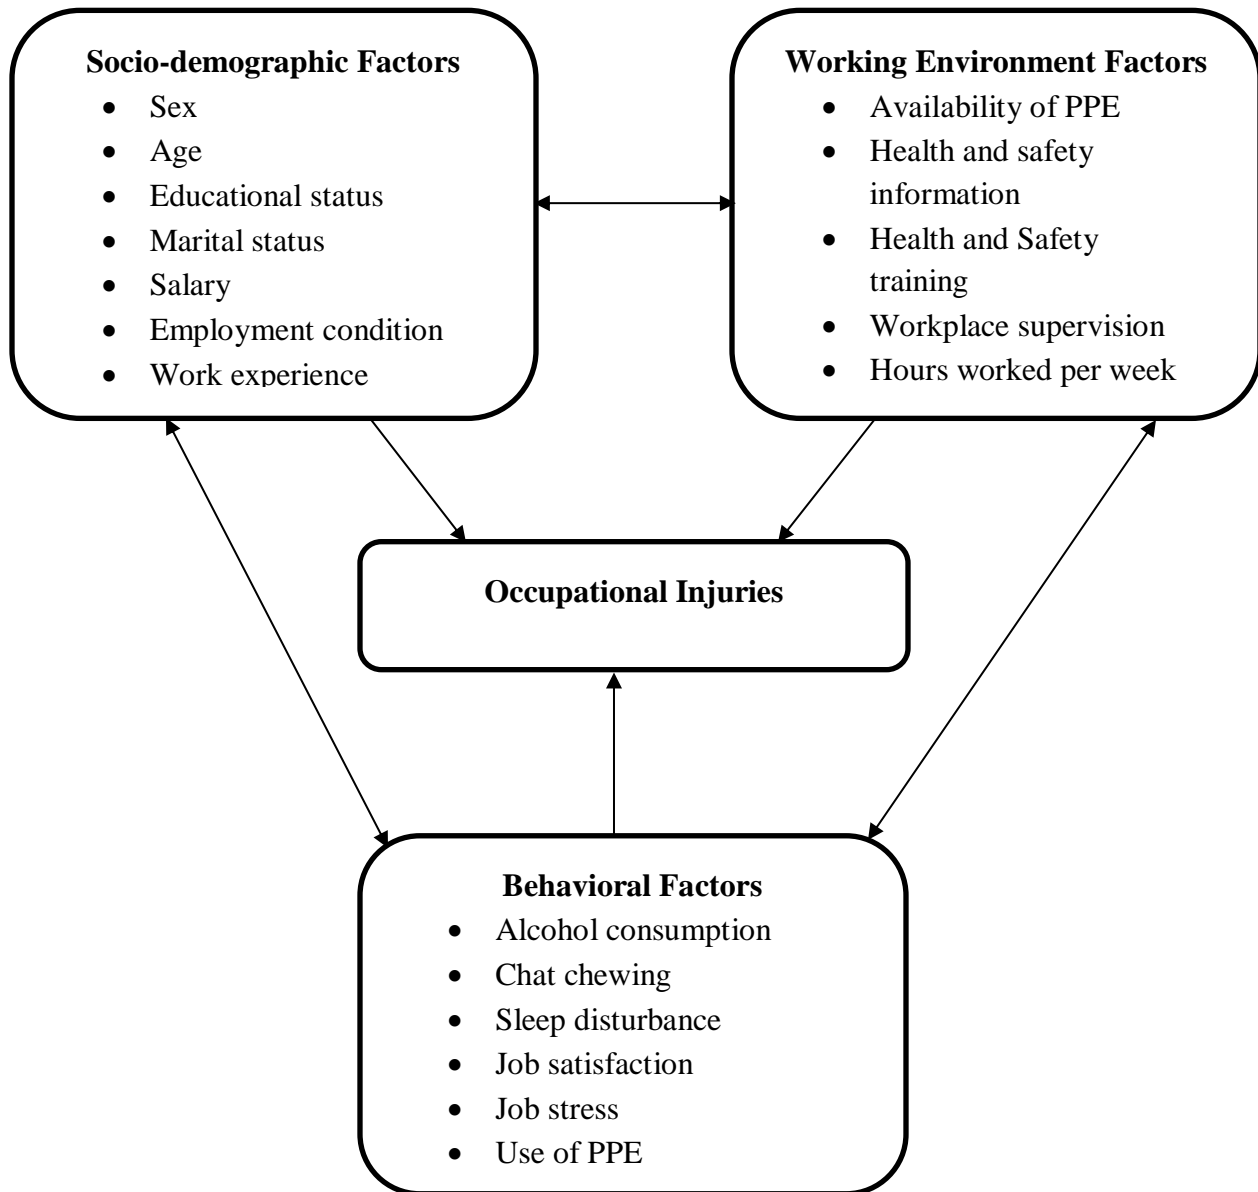 Socio-demographic Factors
• Sex
• Age
• Educational status
• Marital status
• Salary
• Employment condition
• Work experience
Working Environment Factors
• Availability of PPE
• Health and safety
information
• Health and Safety
training
• Workplace supervision
• Hours worked per week
Occupational Injuries
Behavioral Factors
• Alcohol consumption
• Chat chewing
• Sleep disturbance
• Job satisfaction
• Job stress
• Use of PPE